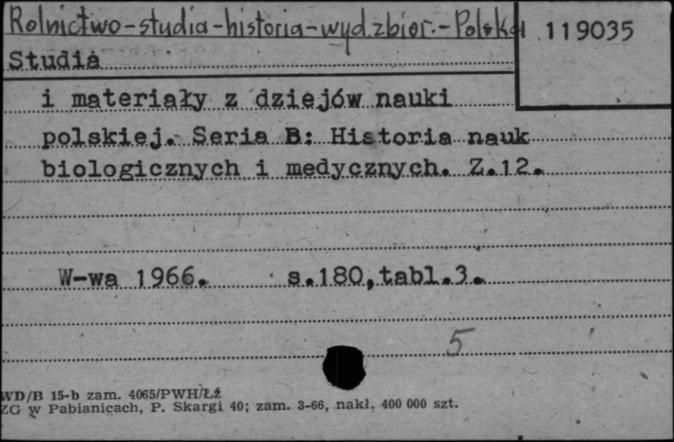 Rolnictwo-studia-historia-wyd.zbior.-Polska 119035
Studia
i materiały z dziejów nauki
polskiej. Seria B: Historia nauk
biologicznych i medycznych. Z.12.
W-wa 1966. s.180,tabl.3.
5
WD/B 15-b zam. 4065/PWH/Łź
ZG w Pabianicach, P. Skargi 40; zam. 3-66, nakł. 400 000 szt.